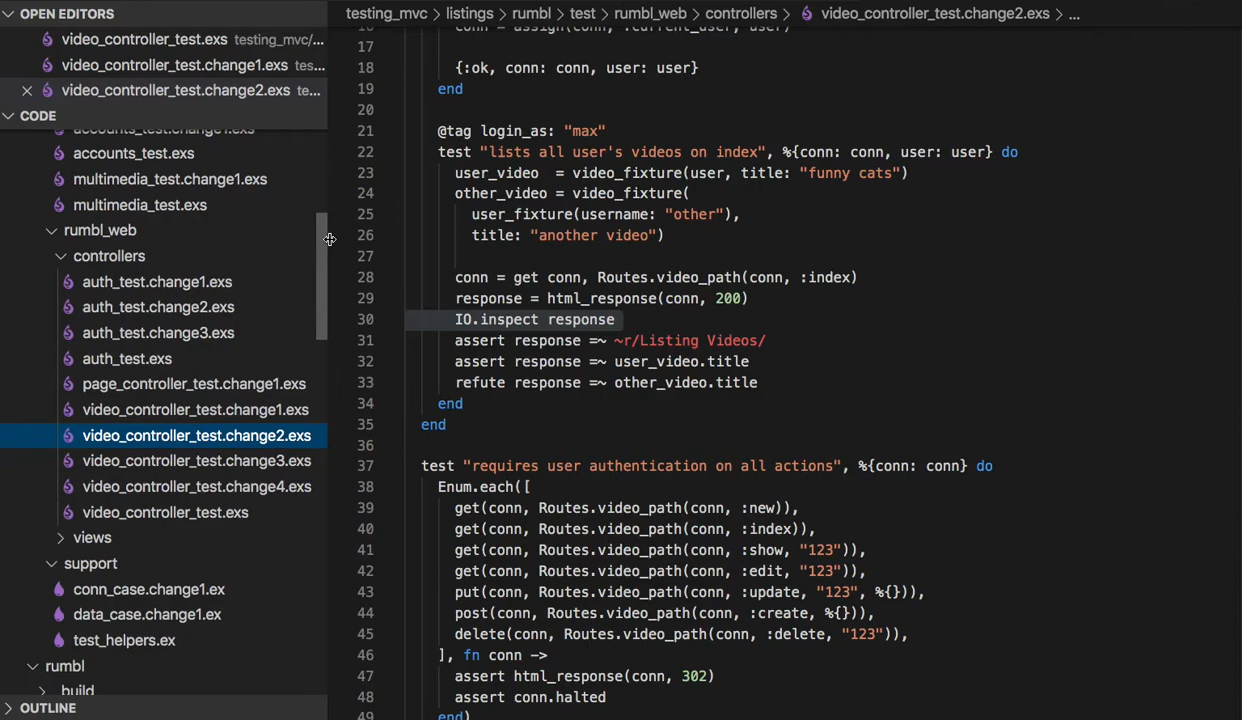 OPEN EDITORS
video_controller_test.exs testing_mvc/...
video_controller_test.change1.exs tes...
video_controller_test.change2.exs te...
CODE
accounts_test.change1.exs
accounts_test.exs
multimedia_test.change1.exs
multimedia_test.exs
rumbl_web
controllers
auth_test.change1.exs
auth_test.change2.exs
auth_test.change3.exs
auth_test.exs
page_controller_test.change1.exs
video_controller_test.change1.exs
video_controller_test.change2.exs
video_controller_test.change3.exs
video_controller_test.change4.exs
video_controller_test.exs
views
support
conn_case.change1.ex
data_case.change1.ex
test_helpers.ex
rumbl
build
OUTLINE
testing_mvc > listings > rumbl > test > rumbl_web > controllers > video_controller_test.change2.exs > ...
16 conn = assign(conn, :current_user, user)
17
18 {:ok, conn: conn, user: user}
19 end
20
21 @tag login_as: "max"
22 test "lists all user's videos on index", %{conn: conn, user: user} do
23 user_video  = video_fixture(user, title: "funny cats")
24 other_video = video_fixture(
25 user_fixture(username: "other"),
26 title: "another video")
27
28 conn = get conn, Routes.video_path(conn, :index)
29 response = html_response(conn, 200)
30 IO.inspect response
31 assert response =~ ~r/Listing Videos/
32 assert response =~ user_video.title
33 refute response =~ other_video.title
34 end
35 end
36
37 test "requires user authentication on all actions", %{conn: conn} do
38 Enum.each([
39 get(conn, Routes.video_path(conn, :new)),
40 get(conn, Routes.video_path(conn, :index)),
41 get(conn, Routes.video_path(conn, :show, "123")),
42 get(conn, Routes.video_path(conn, :edit, "123")),
43 put(conn, Routes.video_path(conn, :update, "123", %{})),
44 post(conn, Routes.video_path(conn, :create, %{})),
45 delete(conn, Routes.video_path(conn, :delete, "123")),
46 ], fn conn ->
47 assert html_response(conn, 302)
48 assert conn.halted
49 end)